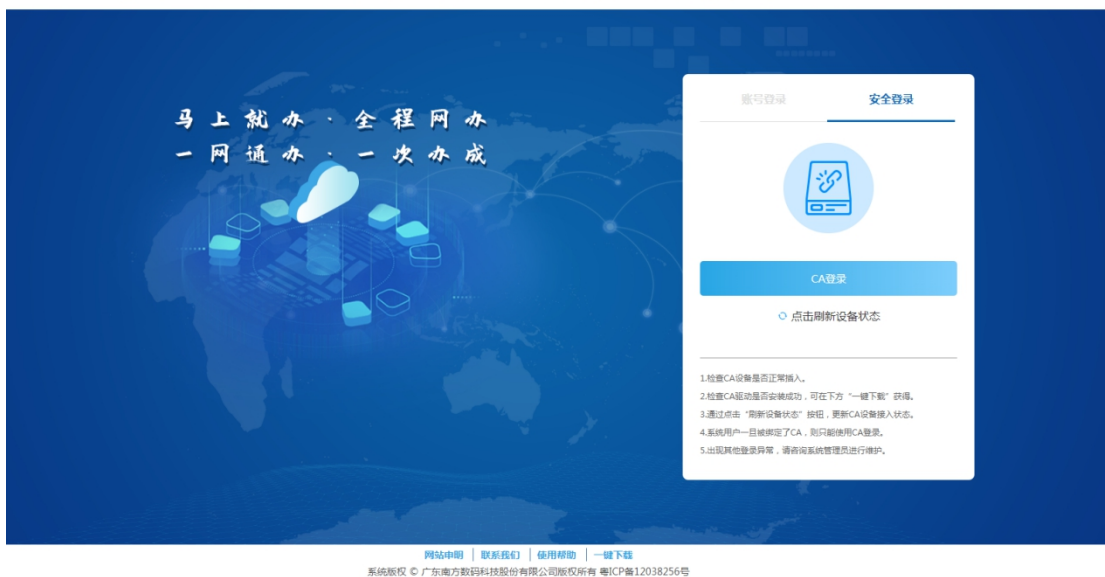 马上就办·全程网办
一网通办·一次办成
账号登录 安全登录
CA登录
点击刷新设备状态
1.检查CA设备是否正常插入。
2.检查CA驱动是否安装成功，可在下方“一键下载”获得。
3.通过点击“刷新设备状态”按钮，更新CA设备接入状态。
4.系统用户一旦被绑定了CA，则只能使用CA登录。
5.出现其他登录异常，请咨询系统管理员进行维护。
网站申明 | 联系我们 | 使用帮助 | 一键下载
系统版权 © 广东南方数码科技股份有限公司版权所有 粤ICP备12038256号